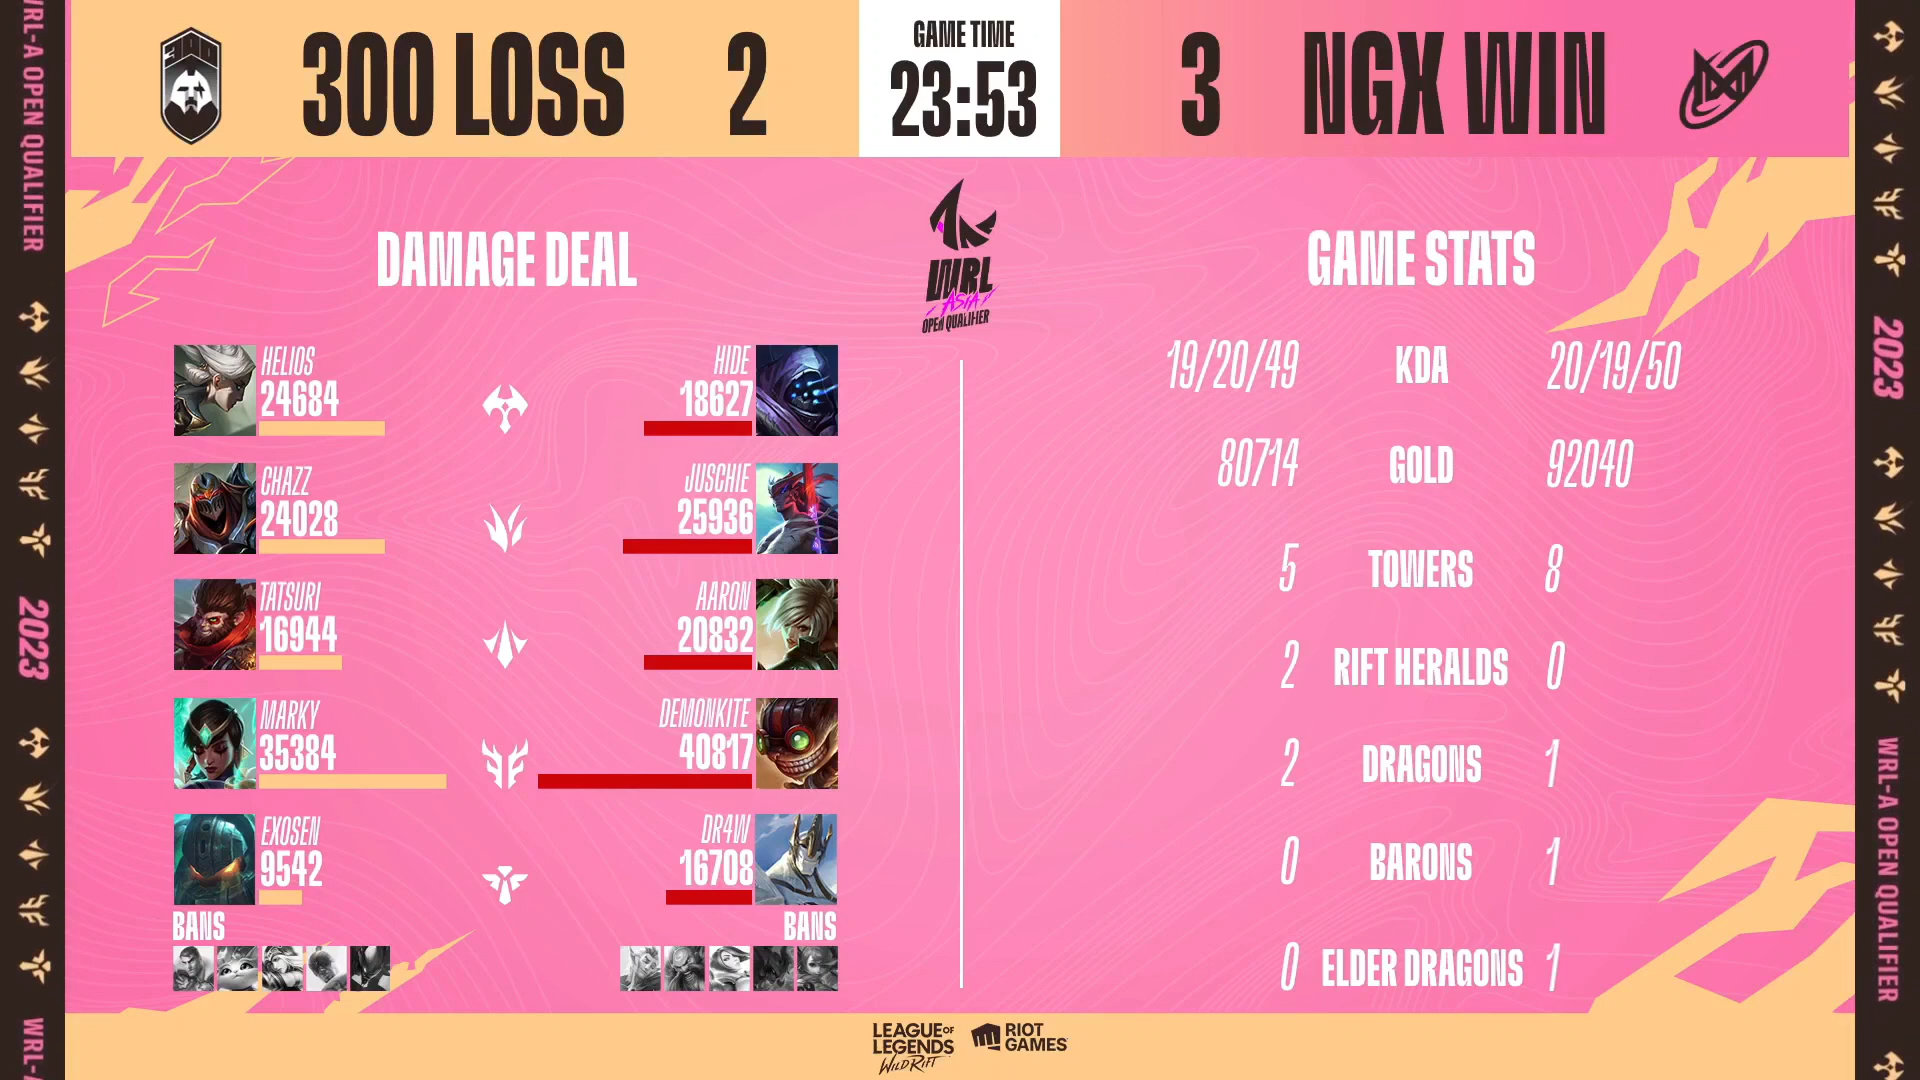 300 LOSS 2
GAME TIME
23:53
3 NGX WIN
WRL
ASIA
OPEN QUALIFIER
DAMAGE DEAL
HELIOS
24684
HIDE
18627
CHAZZ
24028
JUSCHIE
25936
TATSURI
16944
AARON
20832
MARKY
35384
DEMONKITE
40817
EXOSEN
9542
DR4W
16708
BANS
BANS
GAME STATS
19/20/49 KDA 20/19/50
80714 GOLD 92040
5 TOWERS 8
2 RIFT HERALDS 0
2 DRAGONS 1
0 BARONS 1
0 ELDER DRAGONS 1
LEAGUE OF
LEGENDS
WILD RIFT
RIOT
GAMES
WRL-A OPEN QUALIFIER
2023
WRL-A
2023
WRL-A OPEN QUALIFIER
300